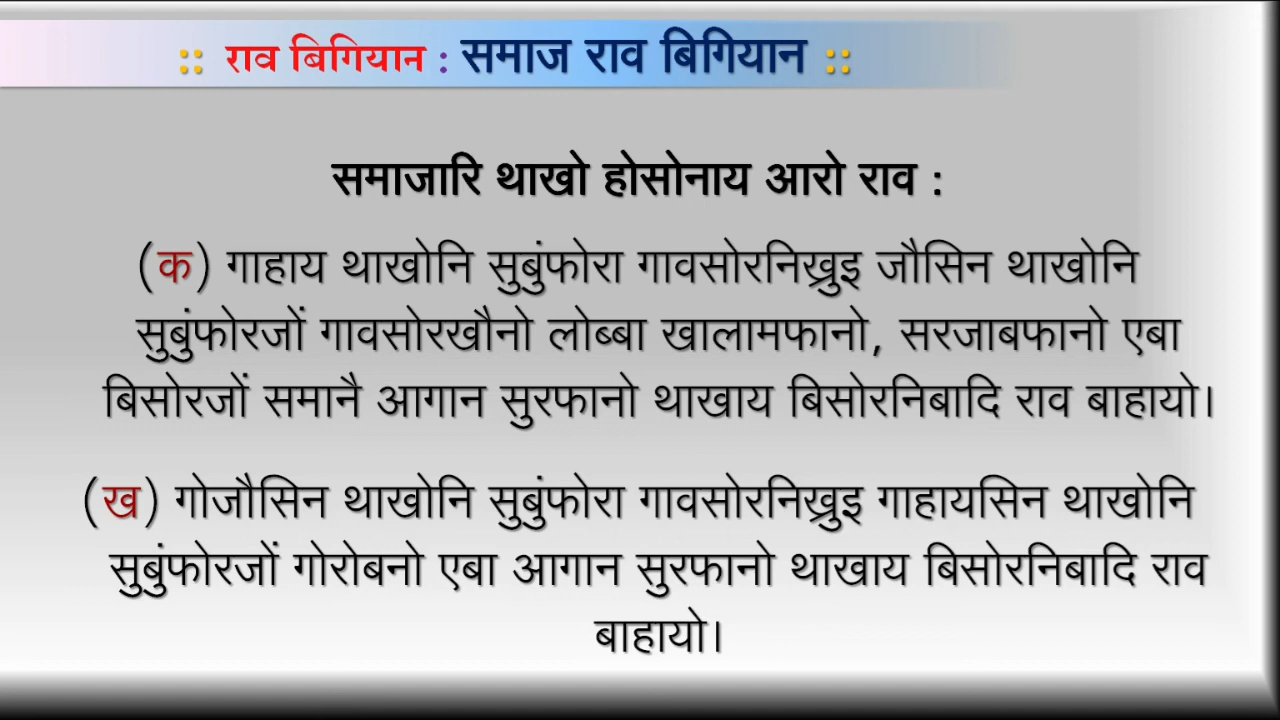 :: राव बिगियान : समाज राव बिगियान ::
समाजारि थाखो होसोनाय आरो राव :
(क) गाहाय थाखोनि सुबुंफोरा गावसोरनिख्रुइ जौसिन थाखोनि
सुबुंफोरजों गावसोरखौनो लोब्बा खालामफानो, सरजाबफानो एबा
बिसोरजों समानै आगान सुरफानो थाखाय बिसोरनिबादि राव बाहायो।
(ख) गोजौसिन थाखोनि सुबुंफोरा गावसोरनिख्रुइ गाहायसिन थाखोनि
सुबुंफोरजों गोरोबनो एबा आगान सुरफानो थाखाय बिसोरनिबादि राव
बाहायो।